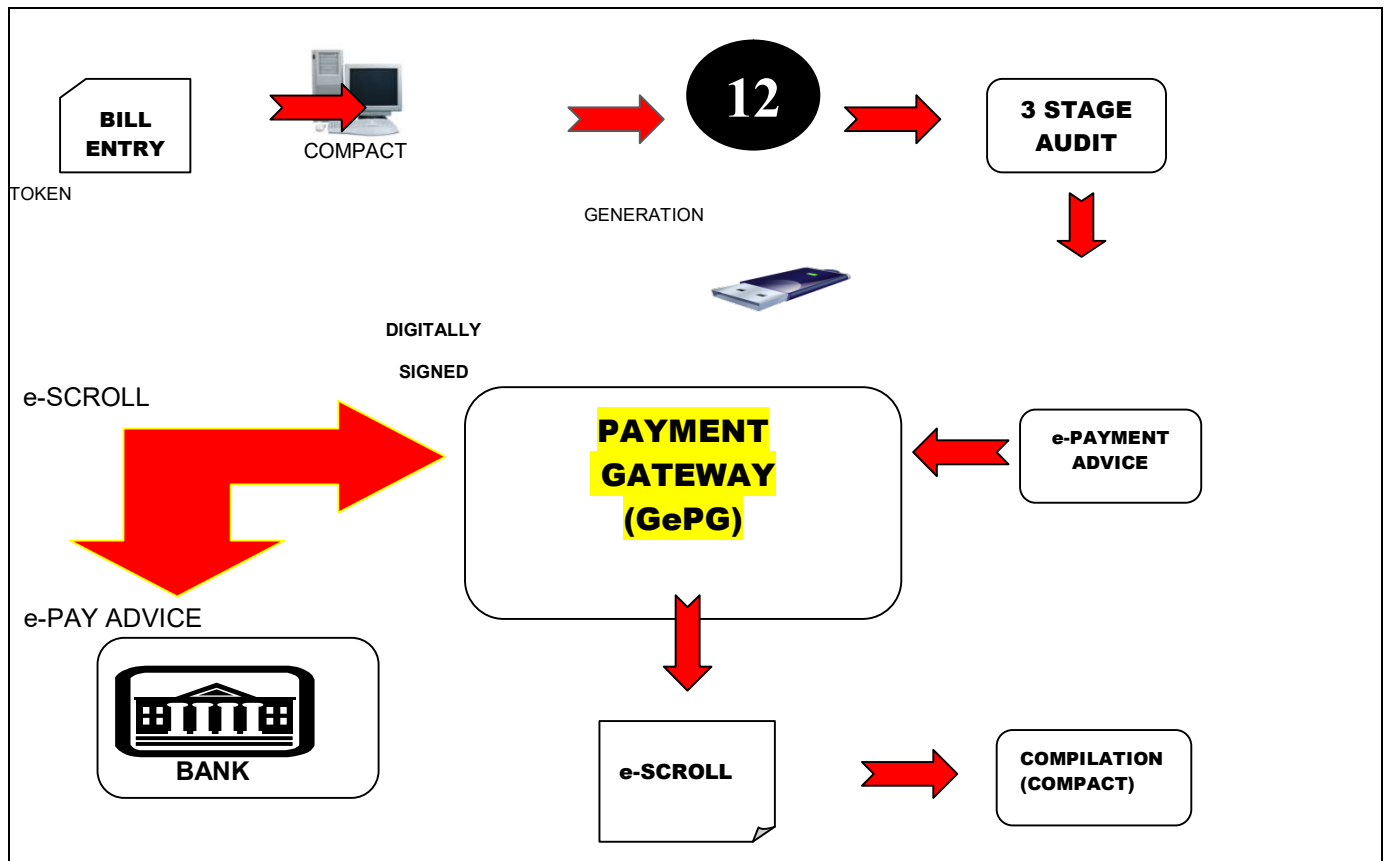 BILL
ENTRY
COMPACT
12
3 STAGE
AUDIT
TOKEN
GENERATION
DIGITALLY
SIGNED
e-SCROLL
PAYMENT
GATEWAY
(GePG)
e-PAYMENT
ADVICE
e-PAY ADVICE
BANK
e-SCROLL
COMPILATION
(COMPACT)